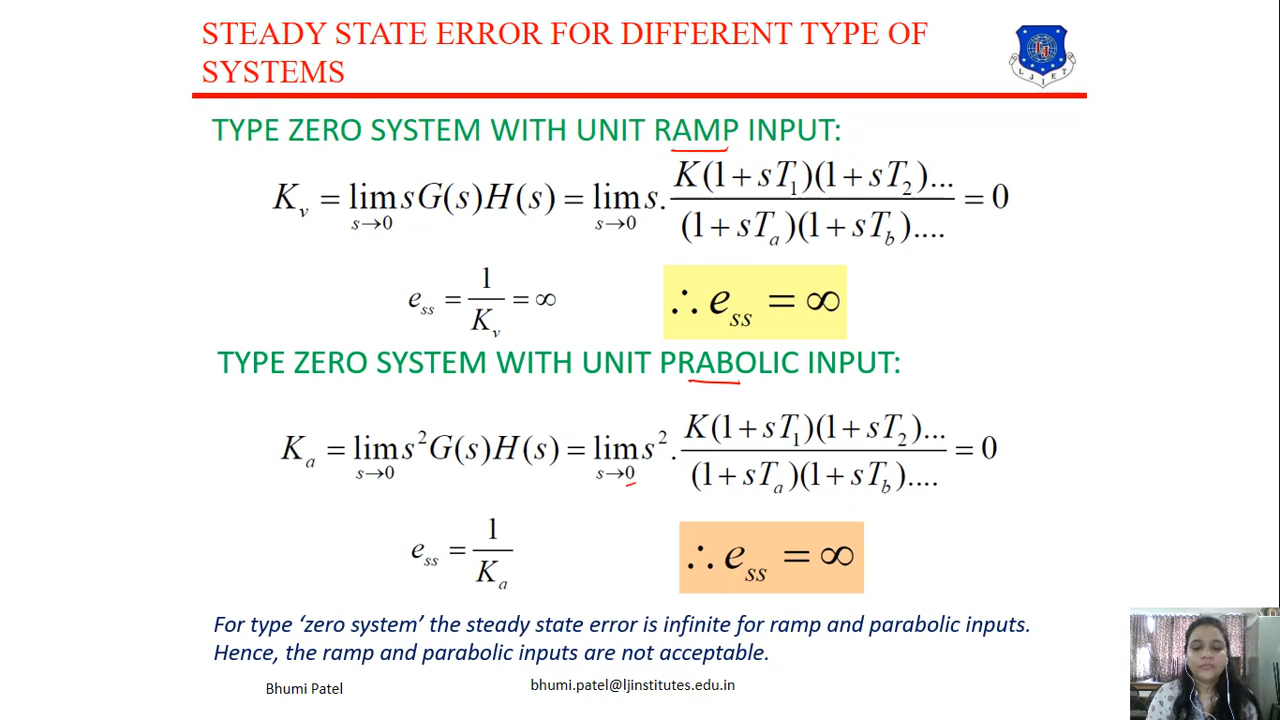 STEADY STATE ERROR FOR DIFFERENT TYPE OF
SYSTEMS
LJIET
TYPE ZERO SYSTEM WITH UNIT RAMP INPUT:
K_v = lim_{s→0} sG(s)H(s) = lim_{s→0} s. K(1+sT_1)(1+sT_2)... / (1+sT_a)(1+sT_b).... = 0
e_ss = 1/K_v = ∞
∴ e_ss = ∞
TYPE ZERO SYSTEM WITH UNIT PRABOLIC INPUT:
K_a = lim_{s→0} s²G(s)H(s) = lim_{s→0} s². K(1+sT_1)(1+sT_2)... / (1+sT_a)(1+sT_b).... = 0
e_ss = 1/K_a
∴ e_ss = ∞
For type ‘zero system’ the steady state error is infinite for ramp and parabolic inputs.
Hence, the ramp and parabolic inputs are not acceptable.
Bhumi Patel
bhumi.patel@ljinstitutes.edu.in